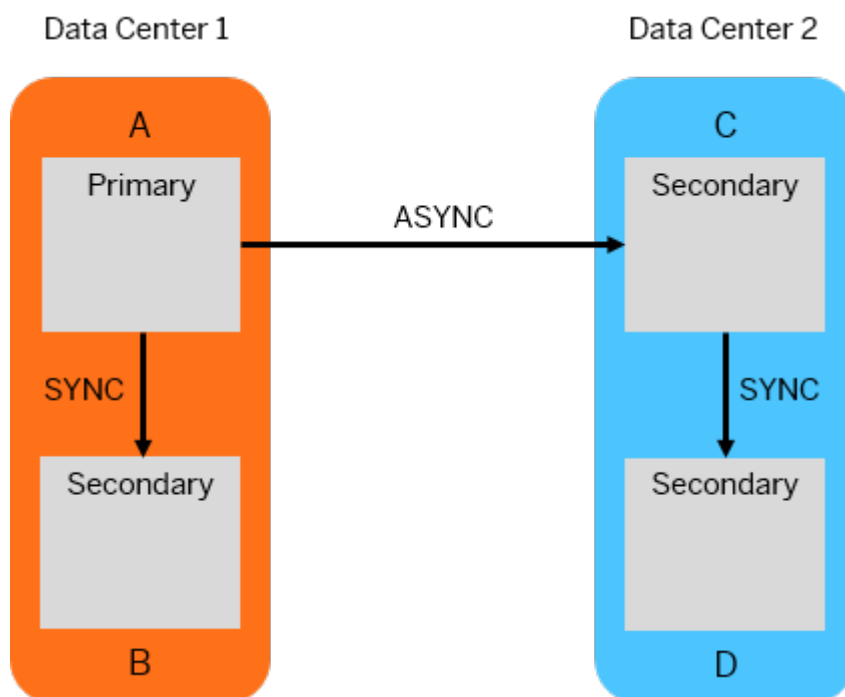 Data Center 1
Data Center 2
A
Primary
SYNC
Secondary
B
ASYNC
C
Secondary
SYNC
Secondary
D